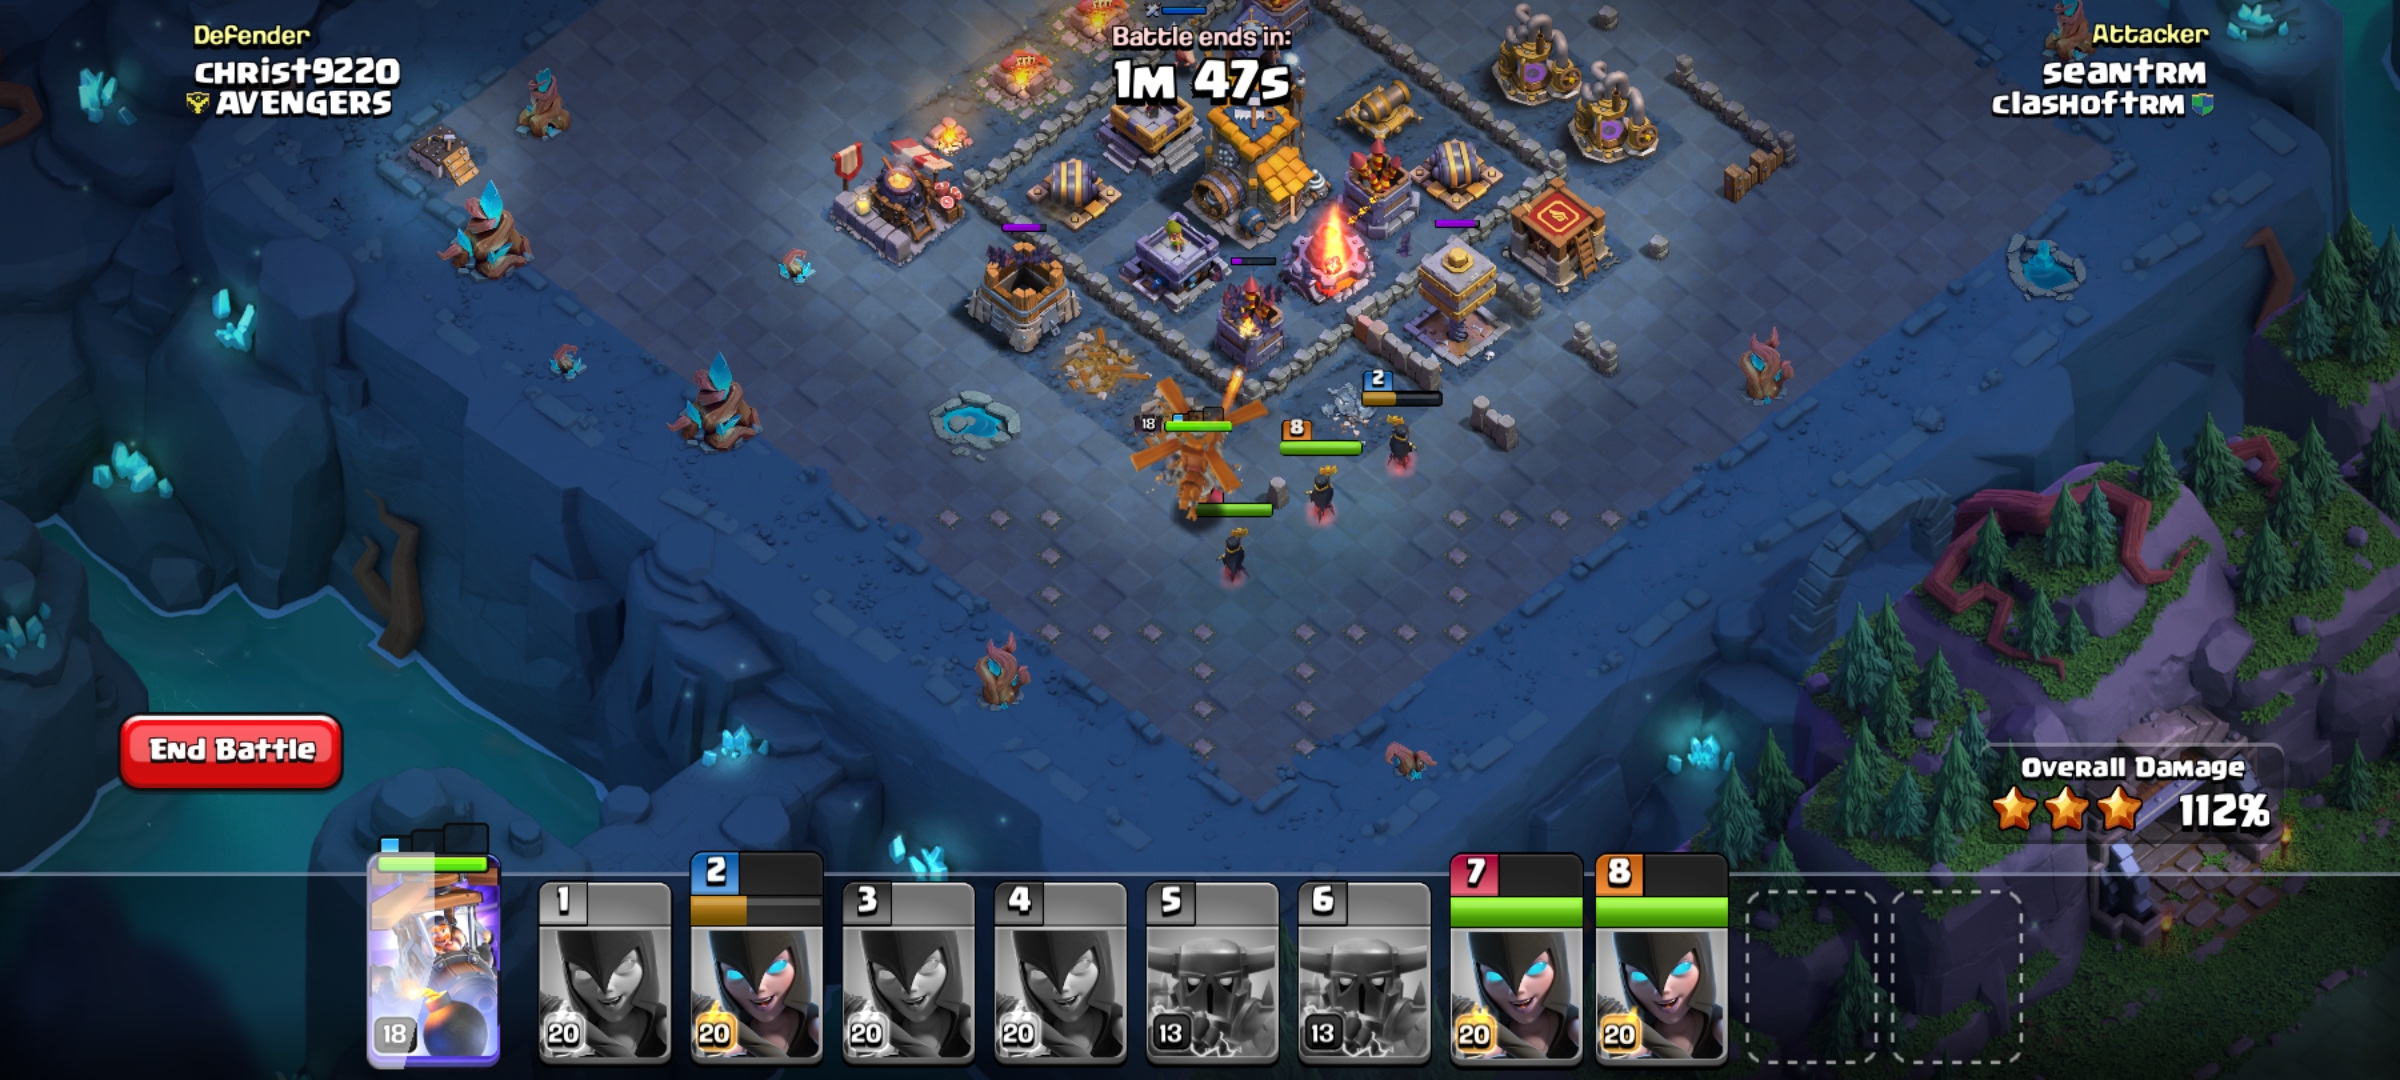 Defender
christ9220
AVENGERS
Battle ends in:
1M 47s
Attacker
seantrm
clashoftrm
2
18
8
End Battle
Overall Damage
112%
1
2
3
4
5
6
7
8
18
20
20
20
20
13
13
20
20